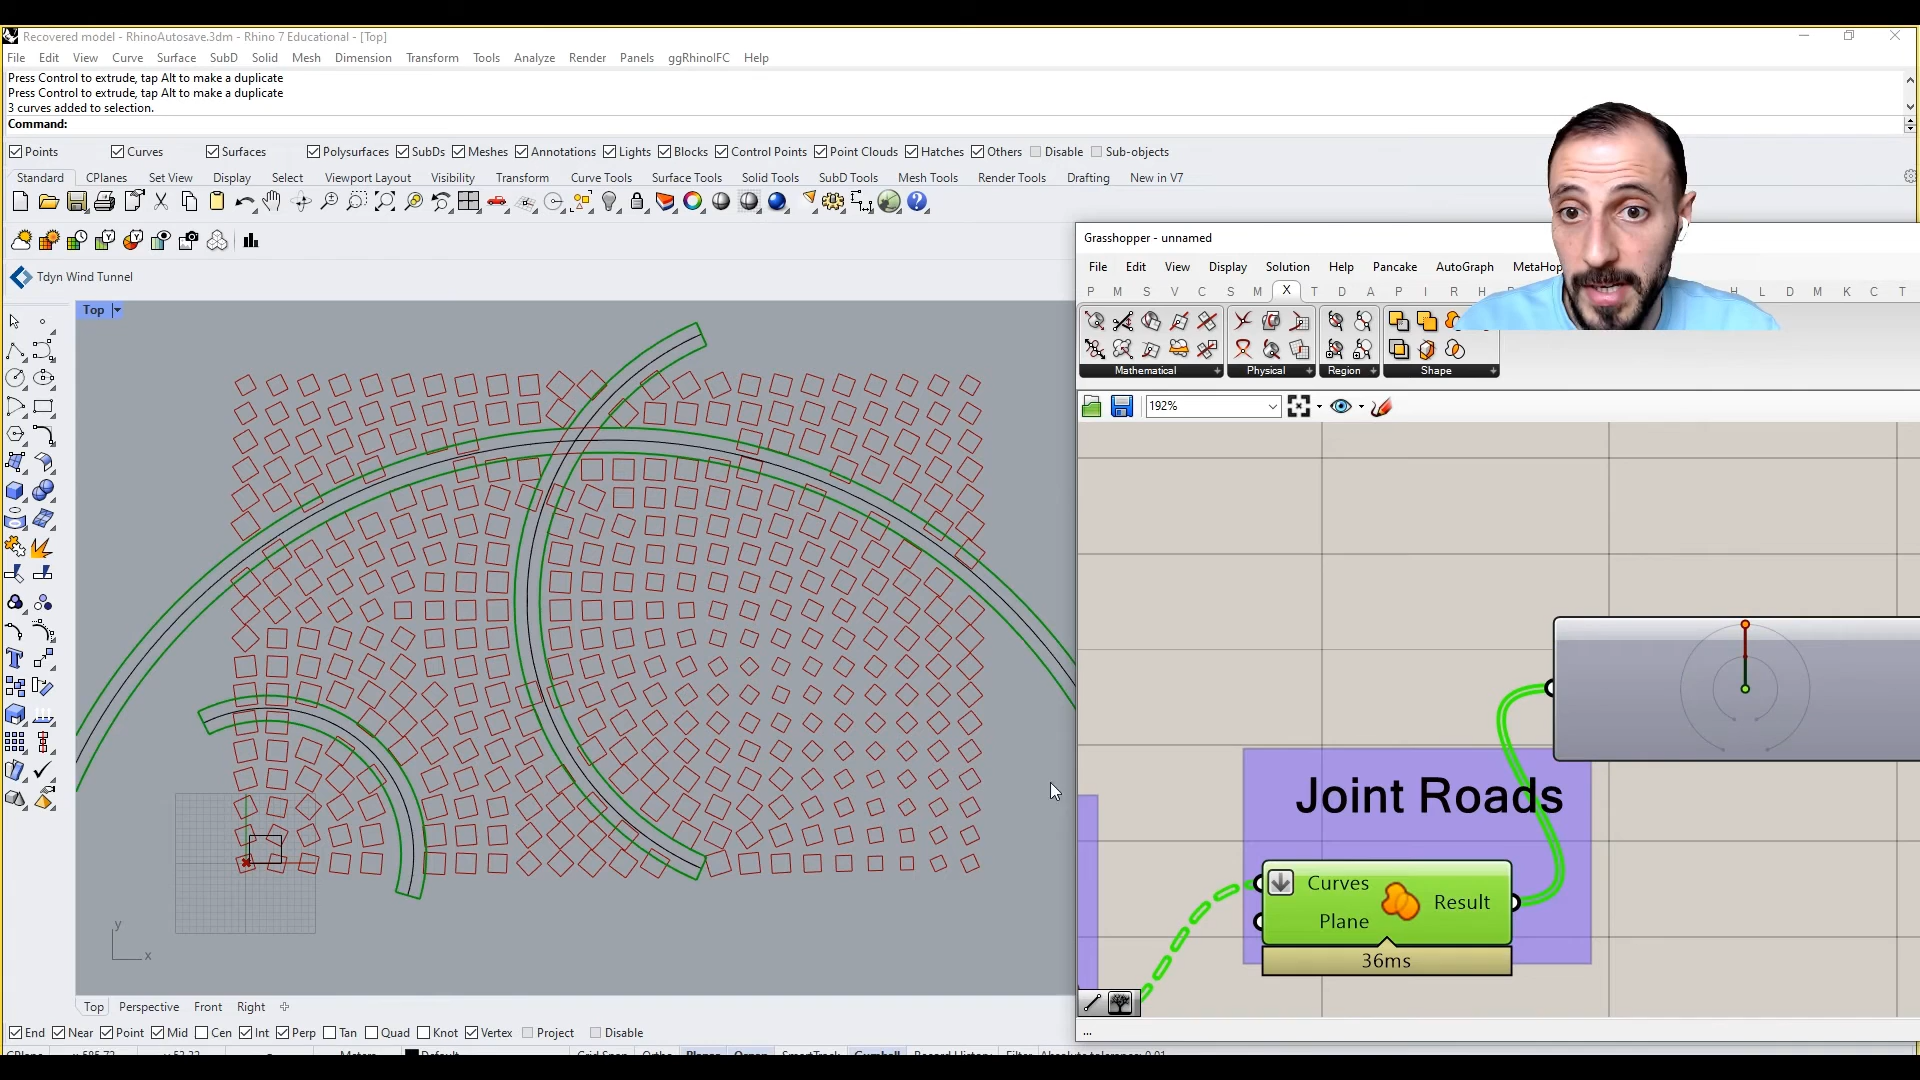 Recovered model - RhinoAutosave.3dm - Rhino 7 Educational - [Top]
File Edit View Curve Surface SubD Solid Mesh Dimension Transform Tools Analyze Render Panels ggRhinoIFC Window Help
Press Control to extrude, tap Alt to make a duplicate
Press Control to extrude, tap Alt to make a duplicate
3 curves added to selection.
Command:
Points Curves Surfaces Polysurfaces SubDs Meshes Annotations Lights Blocks Control Points Point Clouds Hatches Others Disable Sub-objects
Standard CPlanes Set View Display Select Viewport Layout Visibility Transform Curve Tools Surface Tools Solid Tools SubD Tools Mesh Tools Render Tools Drafting New in V7
Tdyn Wind Tunnel
Top
y
x
Top Perspective Front Right
End Near Point Mid Cen Int Perp Tan Quad Knot Vertex Project Disable
Grasshopper - unnamed
File Edit View Display Solution Help Pancake AutoGraph MetaHop
P M S V C S M X T D A P I R H H L D M K C T
Mathematical Physical Region Shape
192%
Joint Roads
Curves
Plane
Result
36ms
...